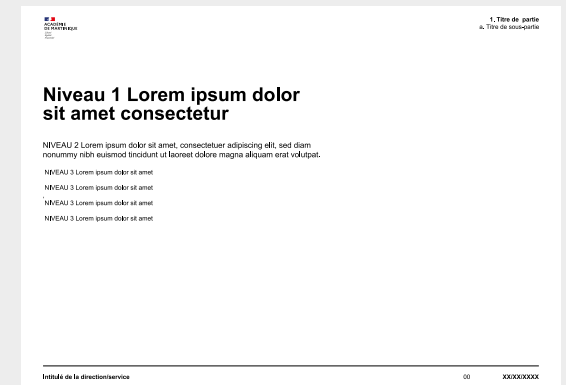 ACADÉMIE
DE MARTINIQUE
1. Titre de partie
a. Titre de sous-partie
Niveau 1 Lorem ipsum dolor
sit amet consectetur
NIVEAU 2 Lorem ipsum dolor sit amet, consectetuer adipiscing elit, sed diam
nonummy nibh euismod tincidunt ut laoreet dolore magna aliquam erat volutpat.
NIVEAU 3 Lorem ipsum dolor sit amet
NIVEAU 3 Lorem ipsum dolor sit amet
NIVEAU 3 Lorem ipsum dolor sit amet
NIVEAU 3 Lorem ipsum dolor sit amet
Intitulé de la direction/service
00
XX/XX/XXXX